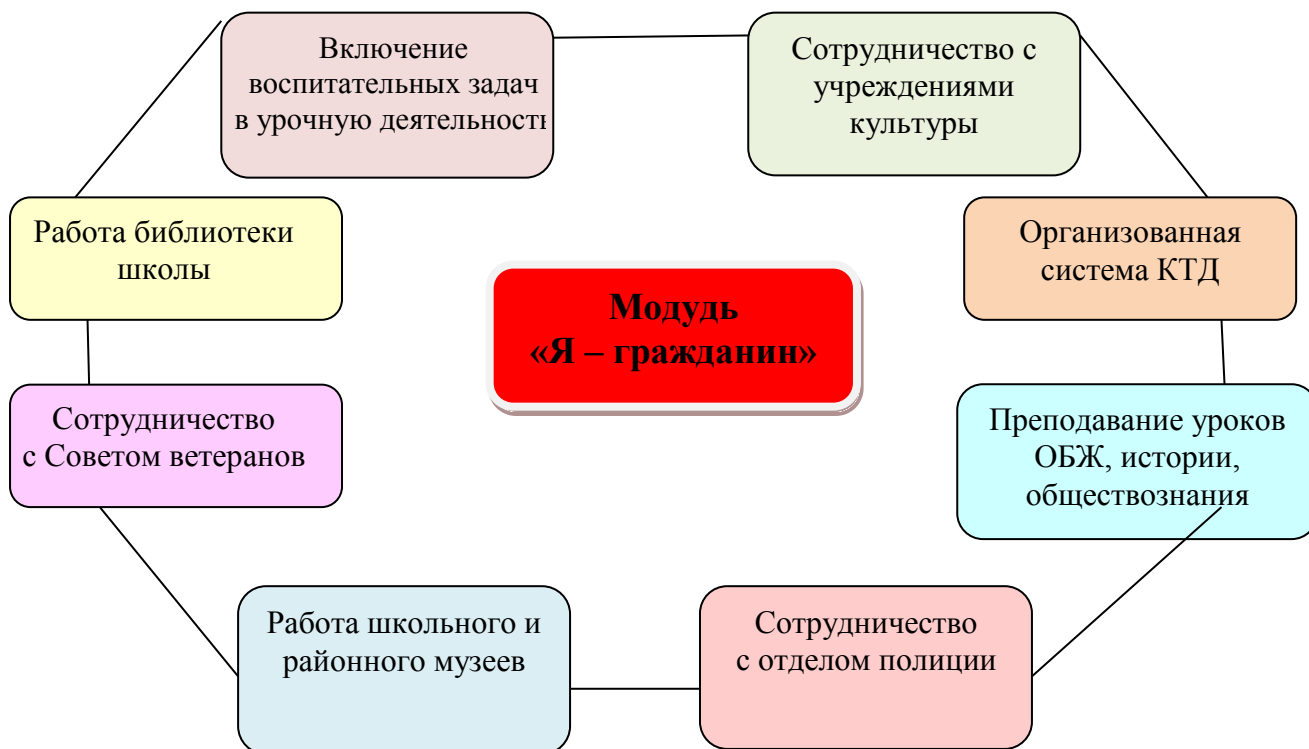 Включение
воспитательных задач
в урочную деятельность
Сотрудничество с
учреждениями
культуры
Работа библиотеки
школы
Организованная
система КТД
Модудь
«Я – гражданин»
Сотрудничество
с Советом ветеранов
Преподавание уроков
ОБЖ, истории,
обществознания
Работа школьного и
районного музеев
Сотрудничество
с отделом полиции